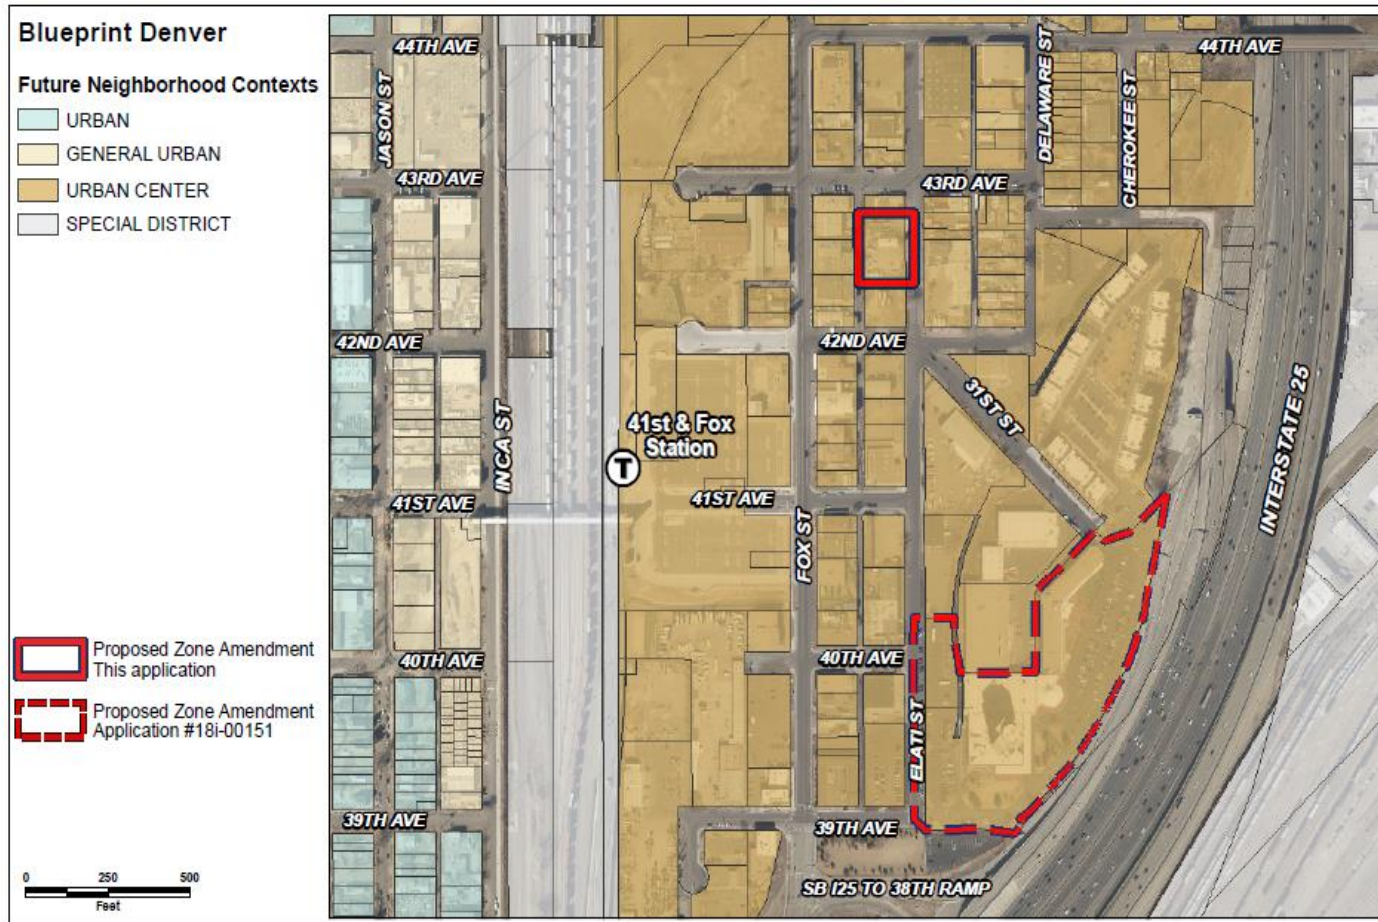 Blueprint Denver
Future Neighborhood Contexts
URBAN
GENERAL URBAN
URBAN CENTER
SPECIAL DISTRICT
Proposed Zone Amendment
This application
Proposed Zone Amendment
Application #18i-00151
0 250 500
Feet
44TH AVE
44TH AVE
JASON ST
DELAWARE ST
CHEROKEE ST
43RD AVE
43RD AVE
42ND AVE
42ND AVE
31ST ST
INTERSTATE 25
INCA ST
41st & Fox
Station
T
41ST AVE
41ST AVE
FOX ST
40TH AVE
40TH AVE
ELATI ST
39TH AVE
39TH AVE
SB I25 TO 38TH RAMP